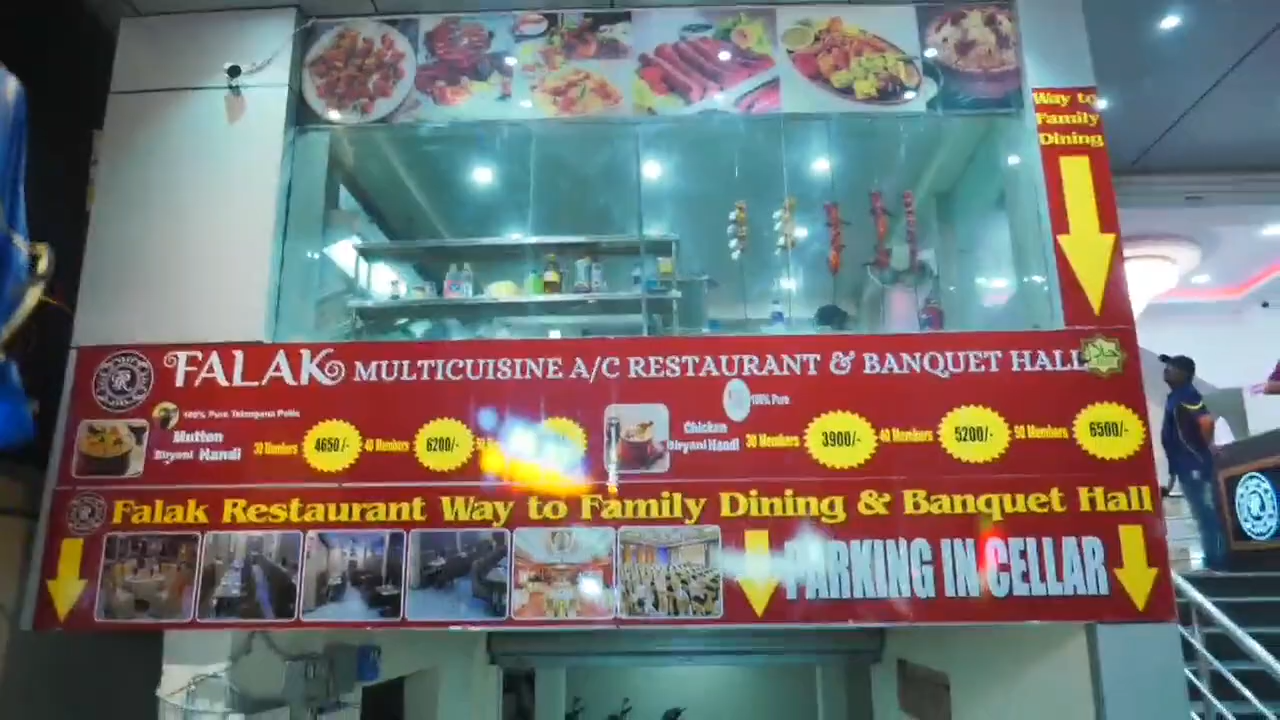 Way to
Family
Dining
FALAK MULTICUISINE A/C RESTAURANT & BANQUET HALL
حلال
100% Pure Telangana Potla
100% Pure
Mutton
Biryani Handi
30 Members 4650/- 40 Members 6200/-
Chicken
Biryani Handi
30 Members 3900/- 40 Members 5200/- 50 Members 6500/-
Falak Restaurant Way to Family Dining & Banquet Hall
PARKING IN CELLAR